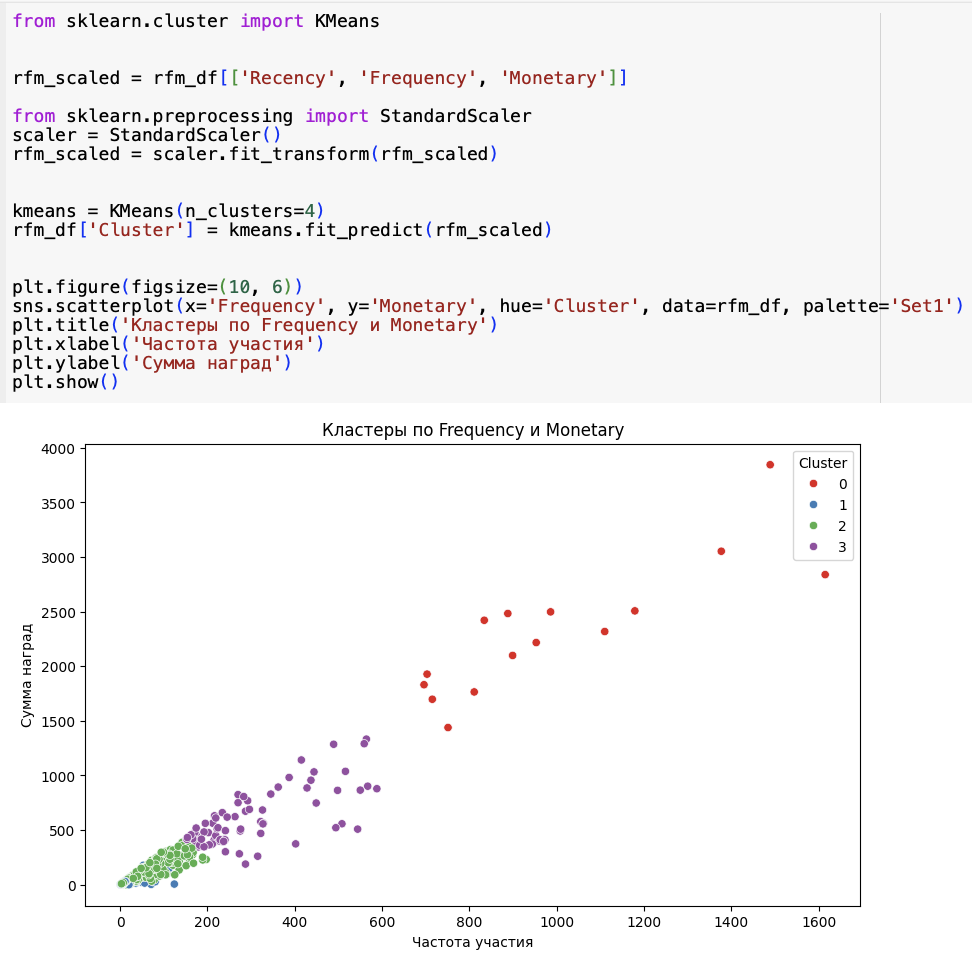 from sklearn.cluster import KMeans
rfm_scaled = rfm_df[['Recency', 'Frequency', 'Monetary']]
from sklearn.preprocessing import StandardScaler
scaler = StandardScaler()
rfm_scaled = scaler.fit_transform(rfm_scaled)
kmeans = KMeans(n_clusters=4)
rfm_df['Cluster'] = kmeans.fit_predict(rfm_scaled)
plt.figure(figsize=(10, 6))
sns.scatterplot(x='Frequency', y='Monetary', hue='Cluster', data=rfm_df, palette='Set1')
plt.title('Кластеры по Frequency и Monetary')
plt.xlabel('Частота участия')
plt.ylabel('Сумма наград')
plt.show()
Кластеры по Frequency и Monetary
Cluster
0
1
2
3
Сумма наград
4000
3500
3000
2500
2000
1500
1000
500
0
0 200 400 600 800 1000 1200 1400 1600
Частота участия